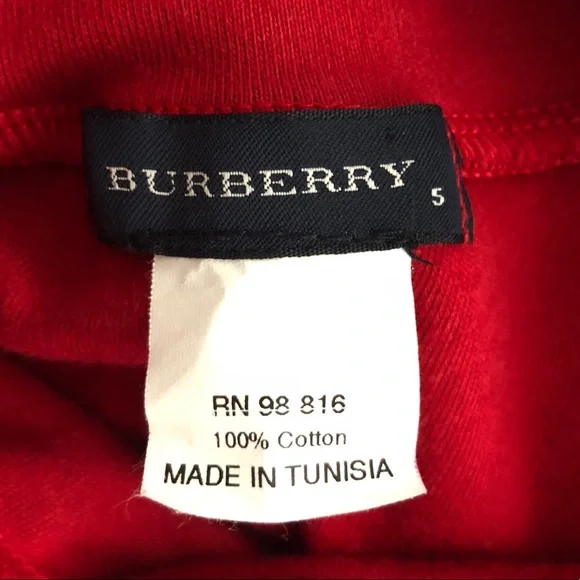 BURBERRY 5
RN 98 816
100% Cotton
MADE IN TUNISIA